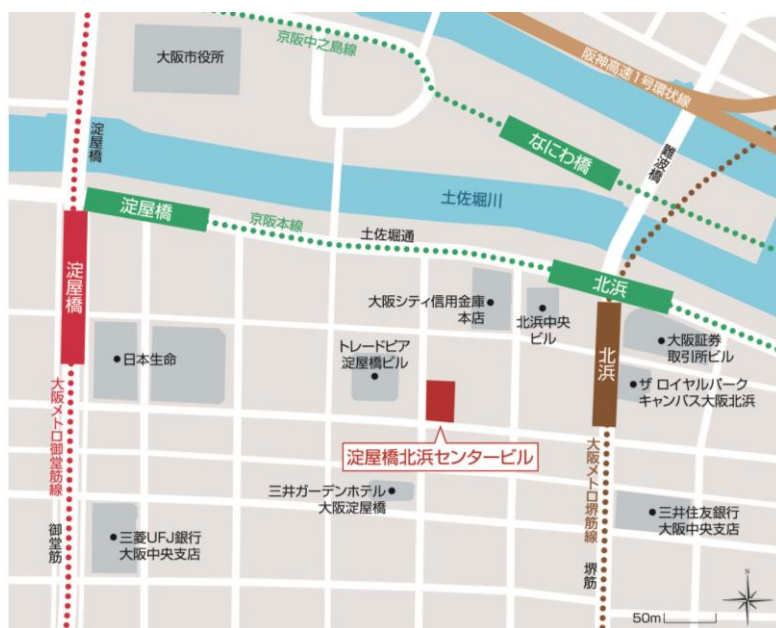 大阪市役所
京阪中之島線
阪神高速1号環状線
淀屋橋
なにわ橋
難波橋
土佐堀川
淀屋橋
京阪本線
土佐堀通
淀屋橋
北浜
大阪シティ信用金庫
本店
北浜中央
ビル
北浜
大阪証券
取引所ビル
日本生命
トレードピア
淀屋橋ビル
ザ ロイヤルパーク
キャンバス大阪北浜
大阪メトロ御堂筋線
淀屋橋北浜センタービル
大阪メトロ堺筋線
三井ガーデンホテル
大阪淀屋橋
三井住友銀行
大阪中央支店
御堂筋
三菱UFJ銀行
大阪中央支店
堺筋
N
50m